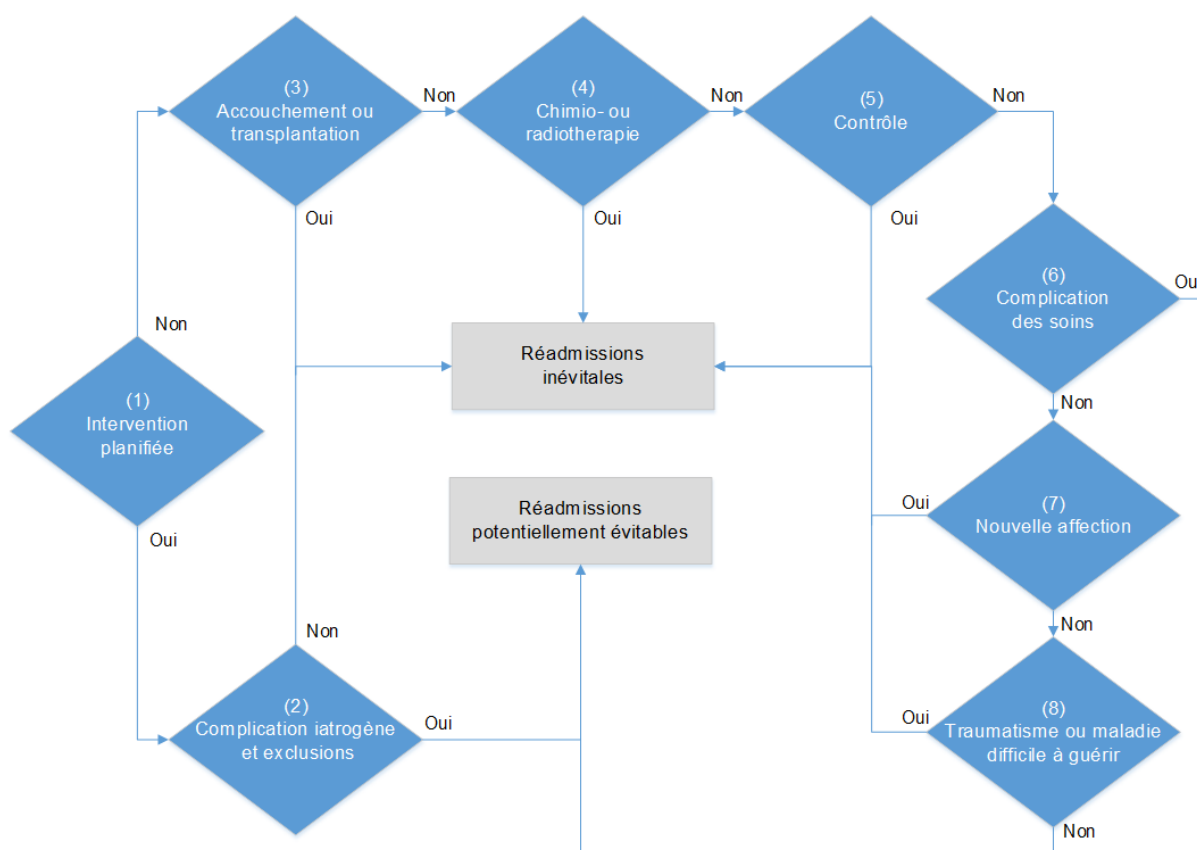 (3)
Accouchement ou
transplantation
Non
(4)
Chimio- ou
radiotherapie
Non
(5)
Contrôle
Non
Oui
Oui
Oui
(6)
Complication
des soins
Ou
Non
(1)
Intervention
planifiée
Non
Oui
Réadmissions
inévitales
Réadmissions
potentiellement évitables
Oui
(7)
Nouvelle affection
Non
Non
(2)
Complication iatrogène
et exclusions
Oui
Oui
(8)
Traumatisme ou maladie
difficile à guérir
Non